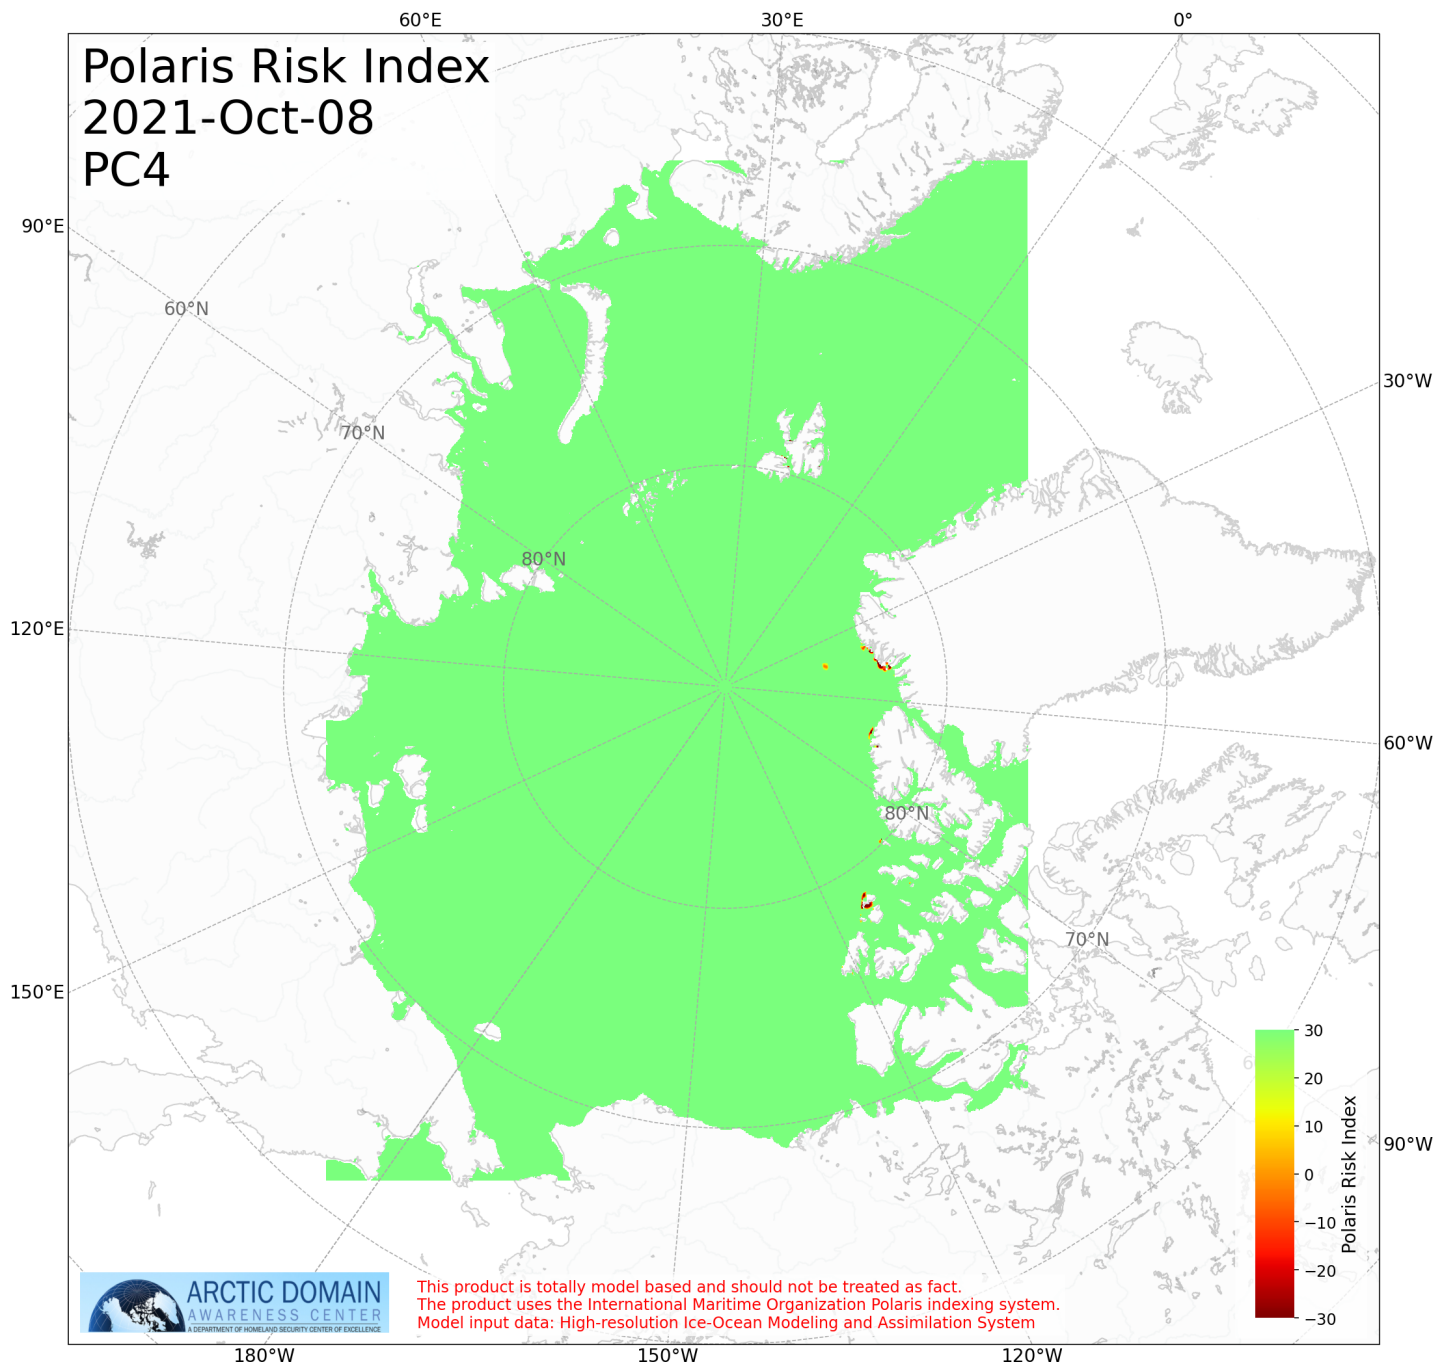 60°E
30°E
0°
Polaris Risk Index
2021-Oct-08
PC4
90°E
60°N
30°W
70°N
80°N
120°E
60°W
80°N
70°N
150°E
30
20
10
0
−10
−20
−30
Polaris Risk Index
90°W
ARCTIC DOMAIN
AWARENESS CENTER
A DEPARTMENT OF HOMELAND SECURITY CENTER OF EXCELLENCE
This product is totally model based and should not be treated as fact.
The product uses the International Maritime Organization Polaris indexing system.
Model input data: High-resolution Ice-Ocean Modeling and Assimilation System
180°W
150°W
120°W